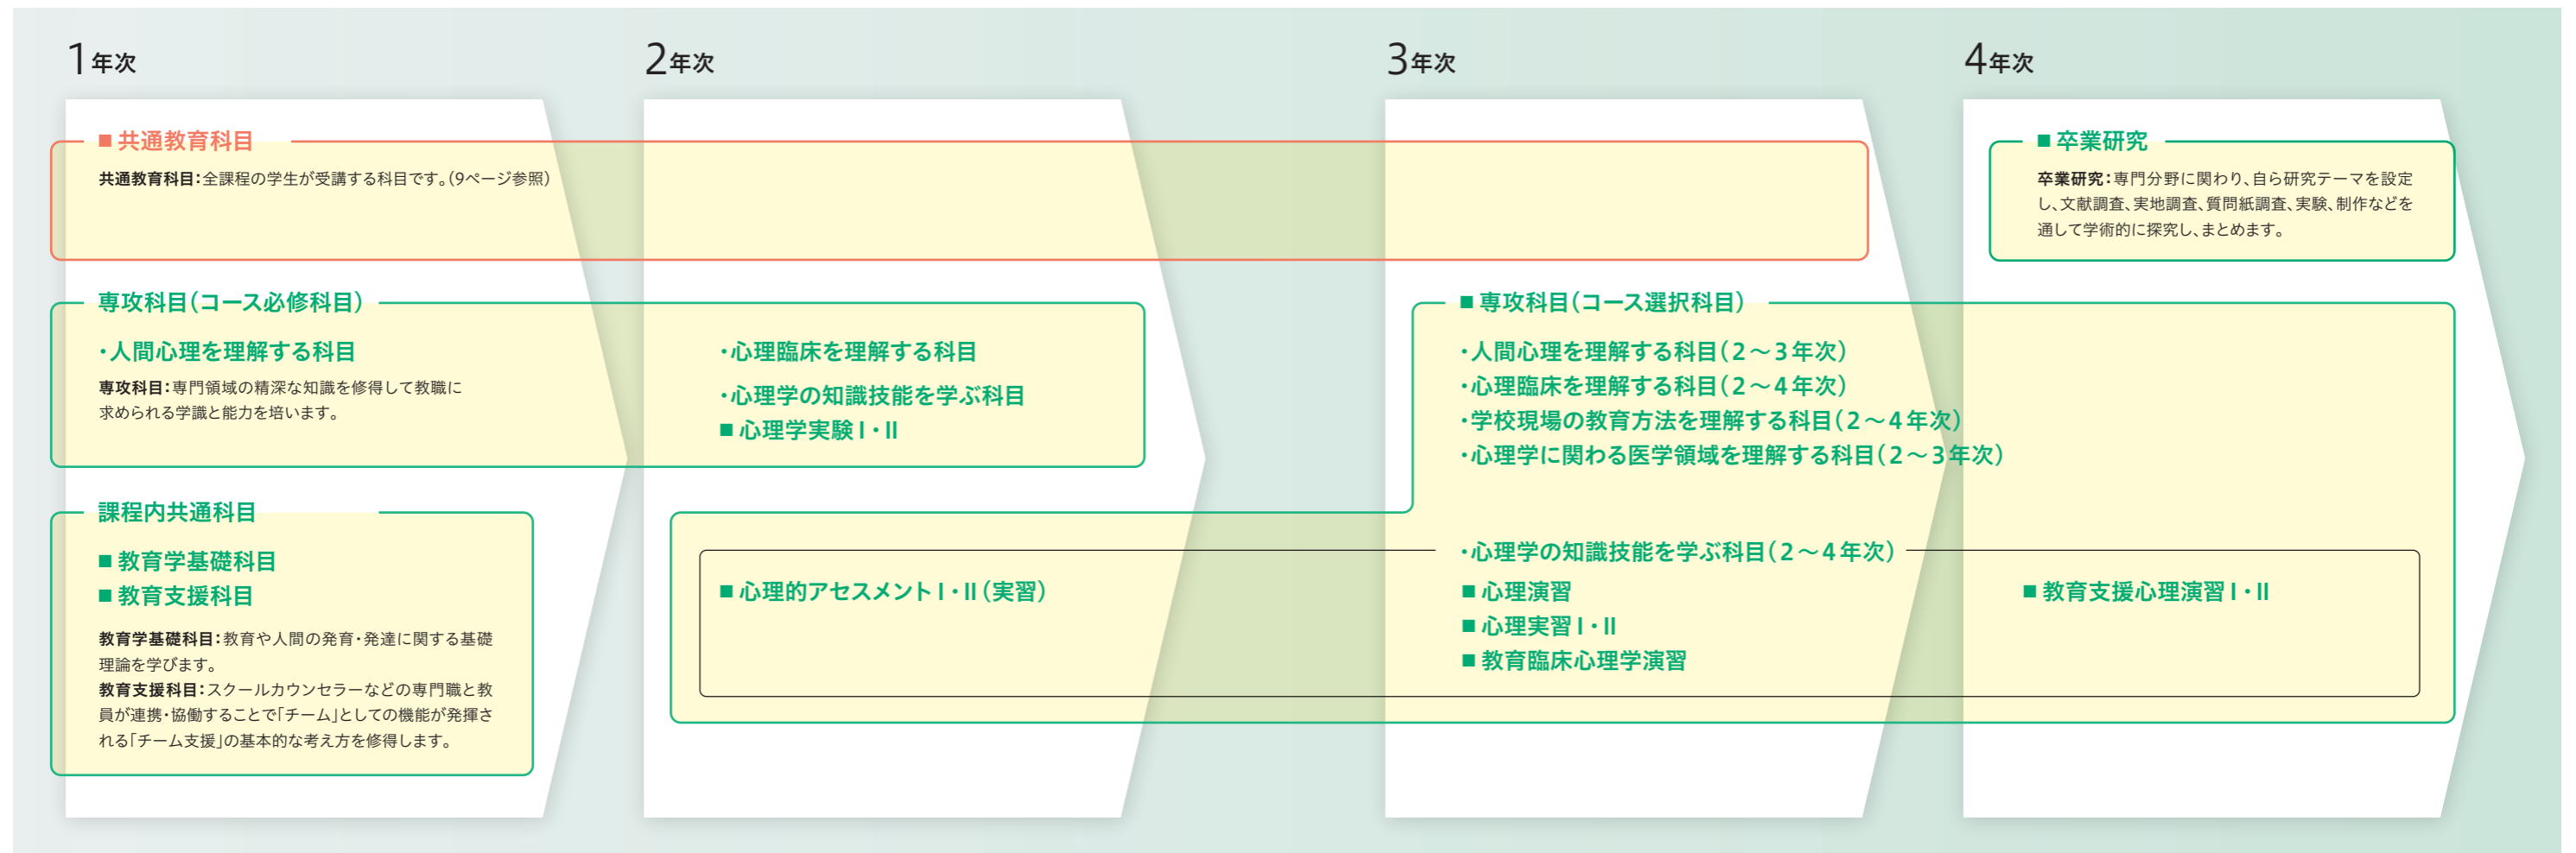 1年次
2年次
3年次
4年次
■ 共通教育科目
共通教育科目：全課程の学生が受講する科目です。（9ページ参照）
■ 卒業研究
卒業研究：専門分野に関わり、自ら研究テーマを設定
し、文献調査、実地調査、質問紙調査、実験、制作などを
通して学術的に探究し、まとめます。
専攻科目（コース必修科目）
・人間心理を理解する科目
専攻科目：専門領域の精深な知識を修得して教職に
求められる学識と能力を培います。
・心理臨床を理解する科目
・心理学の知識技能を学ぶ科目
■ 心理学実験Ⅰ・Ⅱ
■ 専攻科目（コース選択科目）
・人間心理を理解する科目（2～3年次）
・心理臨床を理解する科目（2～4年次）
・学校現場の教育方法を理解する科目（2～4年次）
・心理学に関わる医学領域を理解する科目（2～3年次）
課程内共通科目
■ 教育学基礎科目
■ 教育支援科目
教育学基礎科目：教育や人間の発育・発達に関する基礎
理論を学びます。
教育支援科目：スクールカウンセラーなどの専門職と教
員が連携・協働することで「チーム」としての機能が発揮さ
れる「チーム支援」の基本的な考え方を修得します。
・心理学の知識技能を学ぶ科目（2～4年次）
■ 心理的アセスメントⅠ・Ⅱ（実習）
■ 心理演習
■ 心理実習Ⅰ・Ⅱ
■ 教育臨床心理学演習
■ 教育支援心理演習Ⅰ・Ⅱ